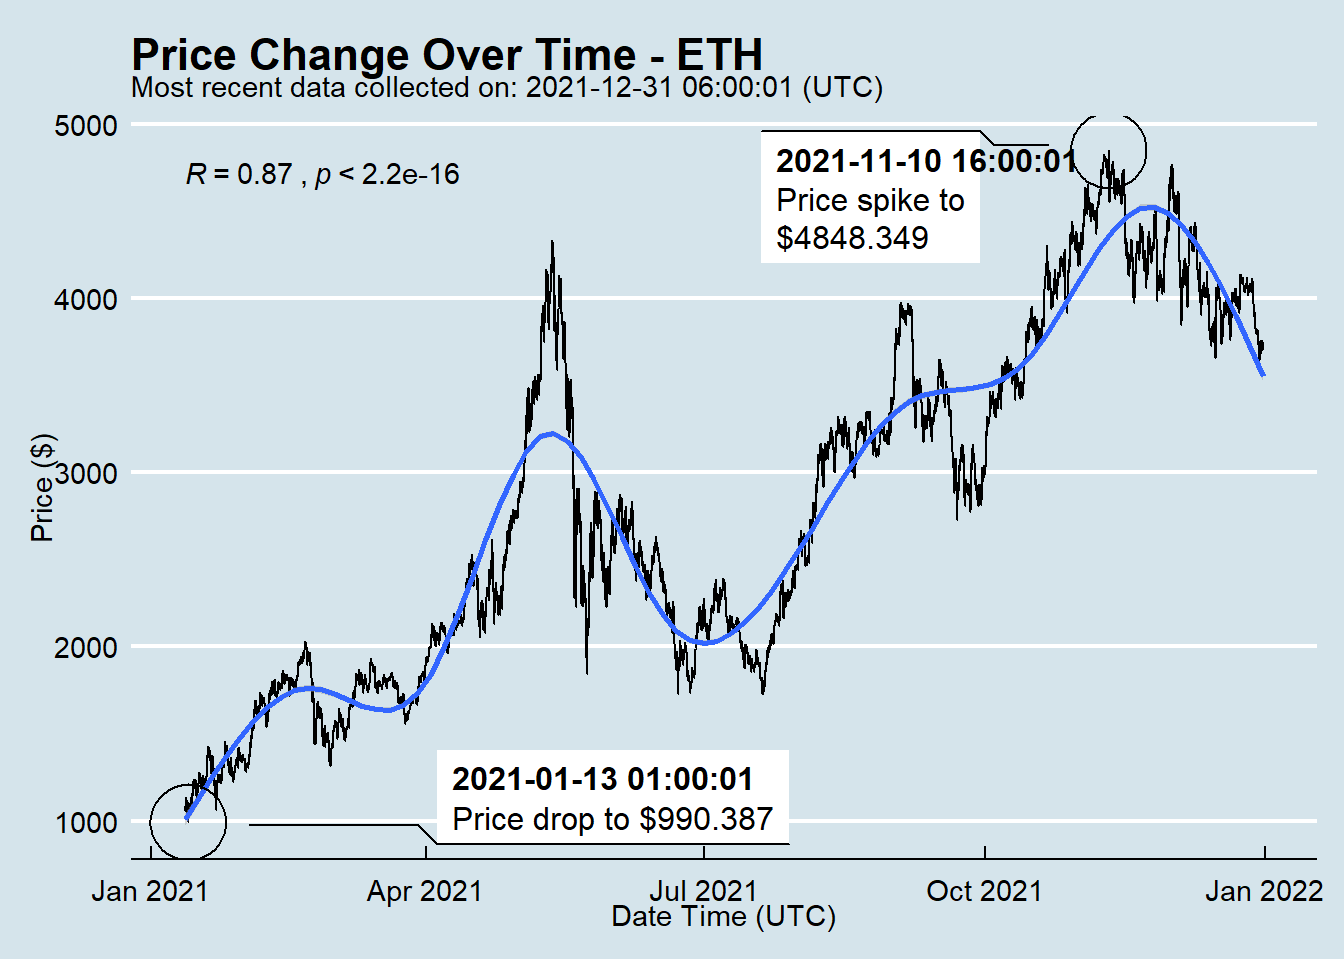 Price Change Over Time - ETH
Most recent data collected on: 2021-12-31 06:00:01 (UTC)
5000
R = 0.87 , p < 2.2e-16
2021-11-10 16:00:01
Price spike to
$4848.349
4000
3000
Price ($)
2000
2021-01-13 01:00:01
Price drop to $990.387
1000
Jan 2021
Apr 2021
Jul 2021
Oct 2021
Jan 2022
Date Time (UTC)